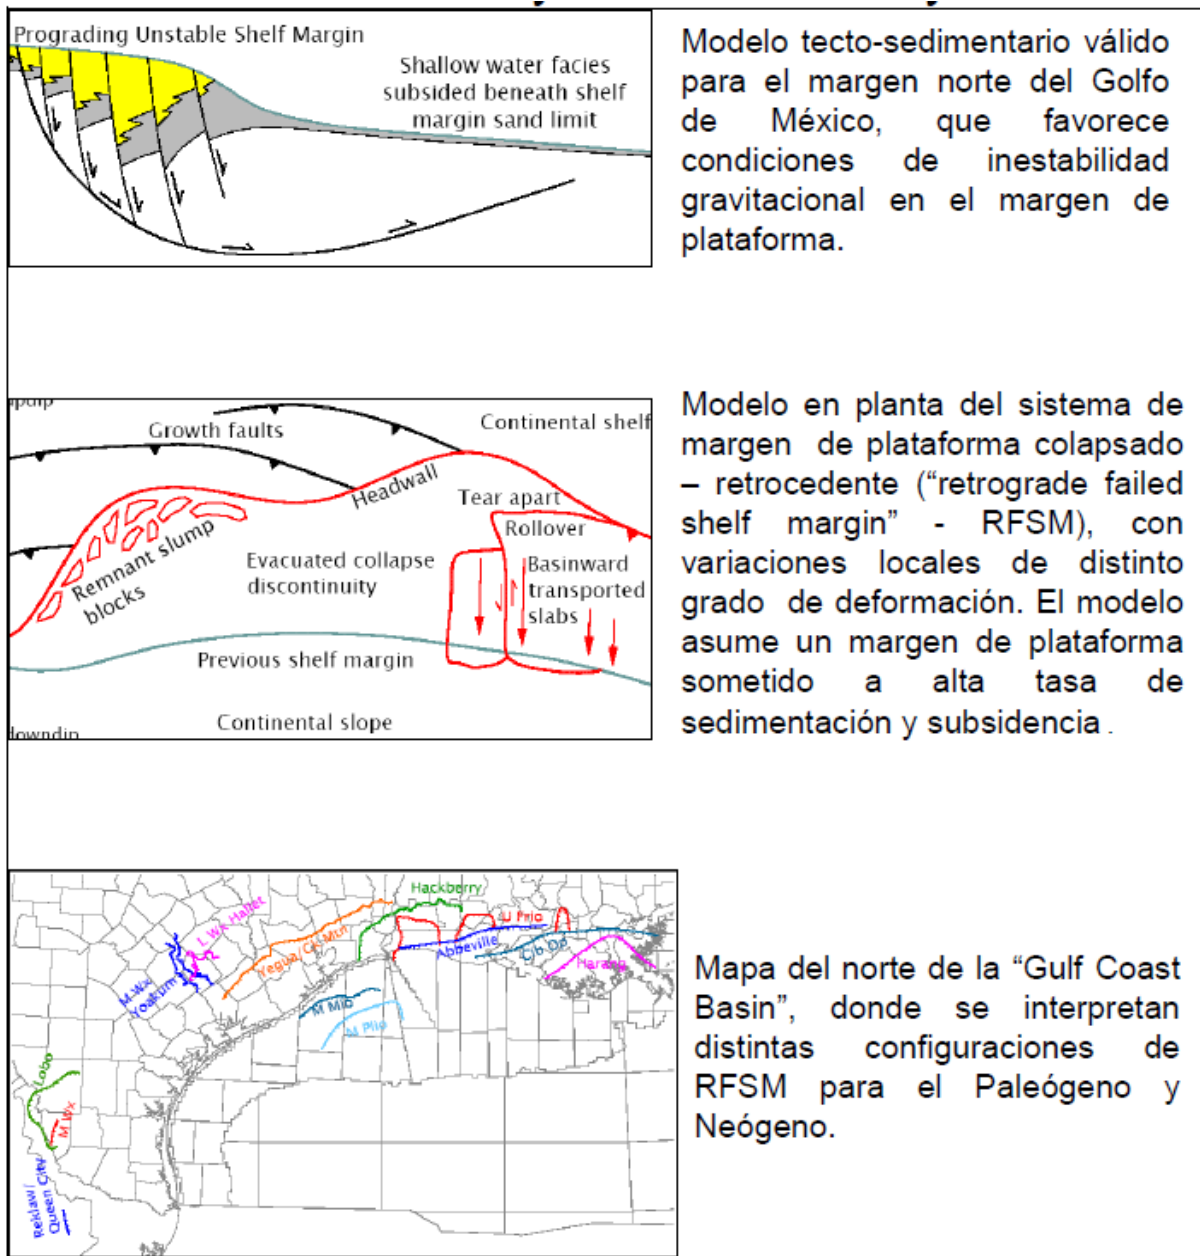 Prograding Unstable Shelf Margin
Shallow water facies
subsided beneath shelf
margin sand limit
Modelo tecto-sedimentario válido
para el margen norte del Golfo
de México, que favorece
condiciones de inestabilidad
gravitacional en el margen de
plataforma.
Growth faults
Continental shelf
Headwall
Tear apart
Rollover
Remnant slump
blocks
Evacuated collapse
discontinuity
Basinward
transported
slabs
Previous shelf margin
Continental slope
downdip
Modelo en planta del sistema de
margen de plataforma colapsado
– retrocedente (“retrograde failed
shelf margin” - RFSM), con
variaciones locales de distinto
grado de deformación. El modelo
asume un margen de plataforma
sometido a alta tasa de
sedimentación y subsidencia .
Hackberry
L Wx Hallet
U Frio
Yegua/
Abbeville
Harang
M Wx
Yoakum
M Mio
M Plio
Lobo
M Wx
Reklaw/
Queen City
Mapa del norte de la “Gulf Coast
Basin”, donde se interpretan
distintas configuraciones de
RFSM para el Paleógeno y
Neógeno.